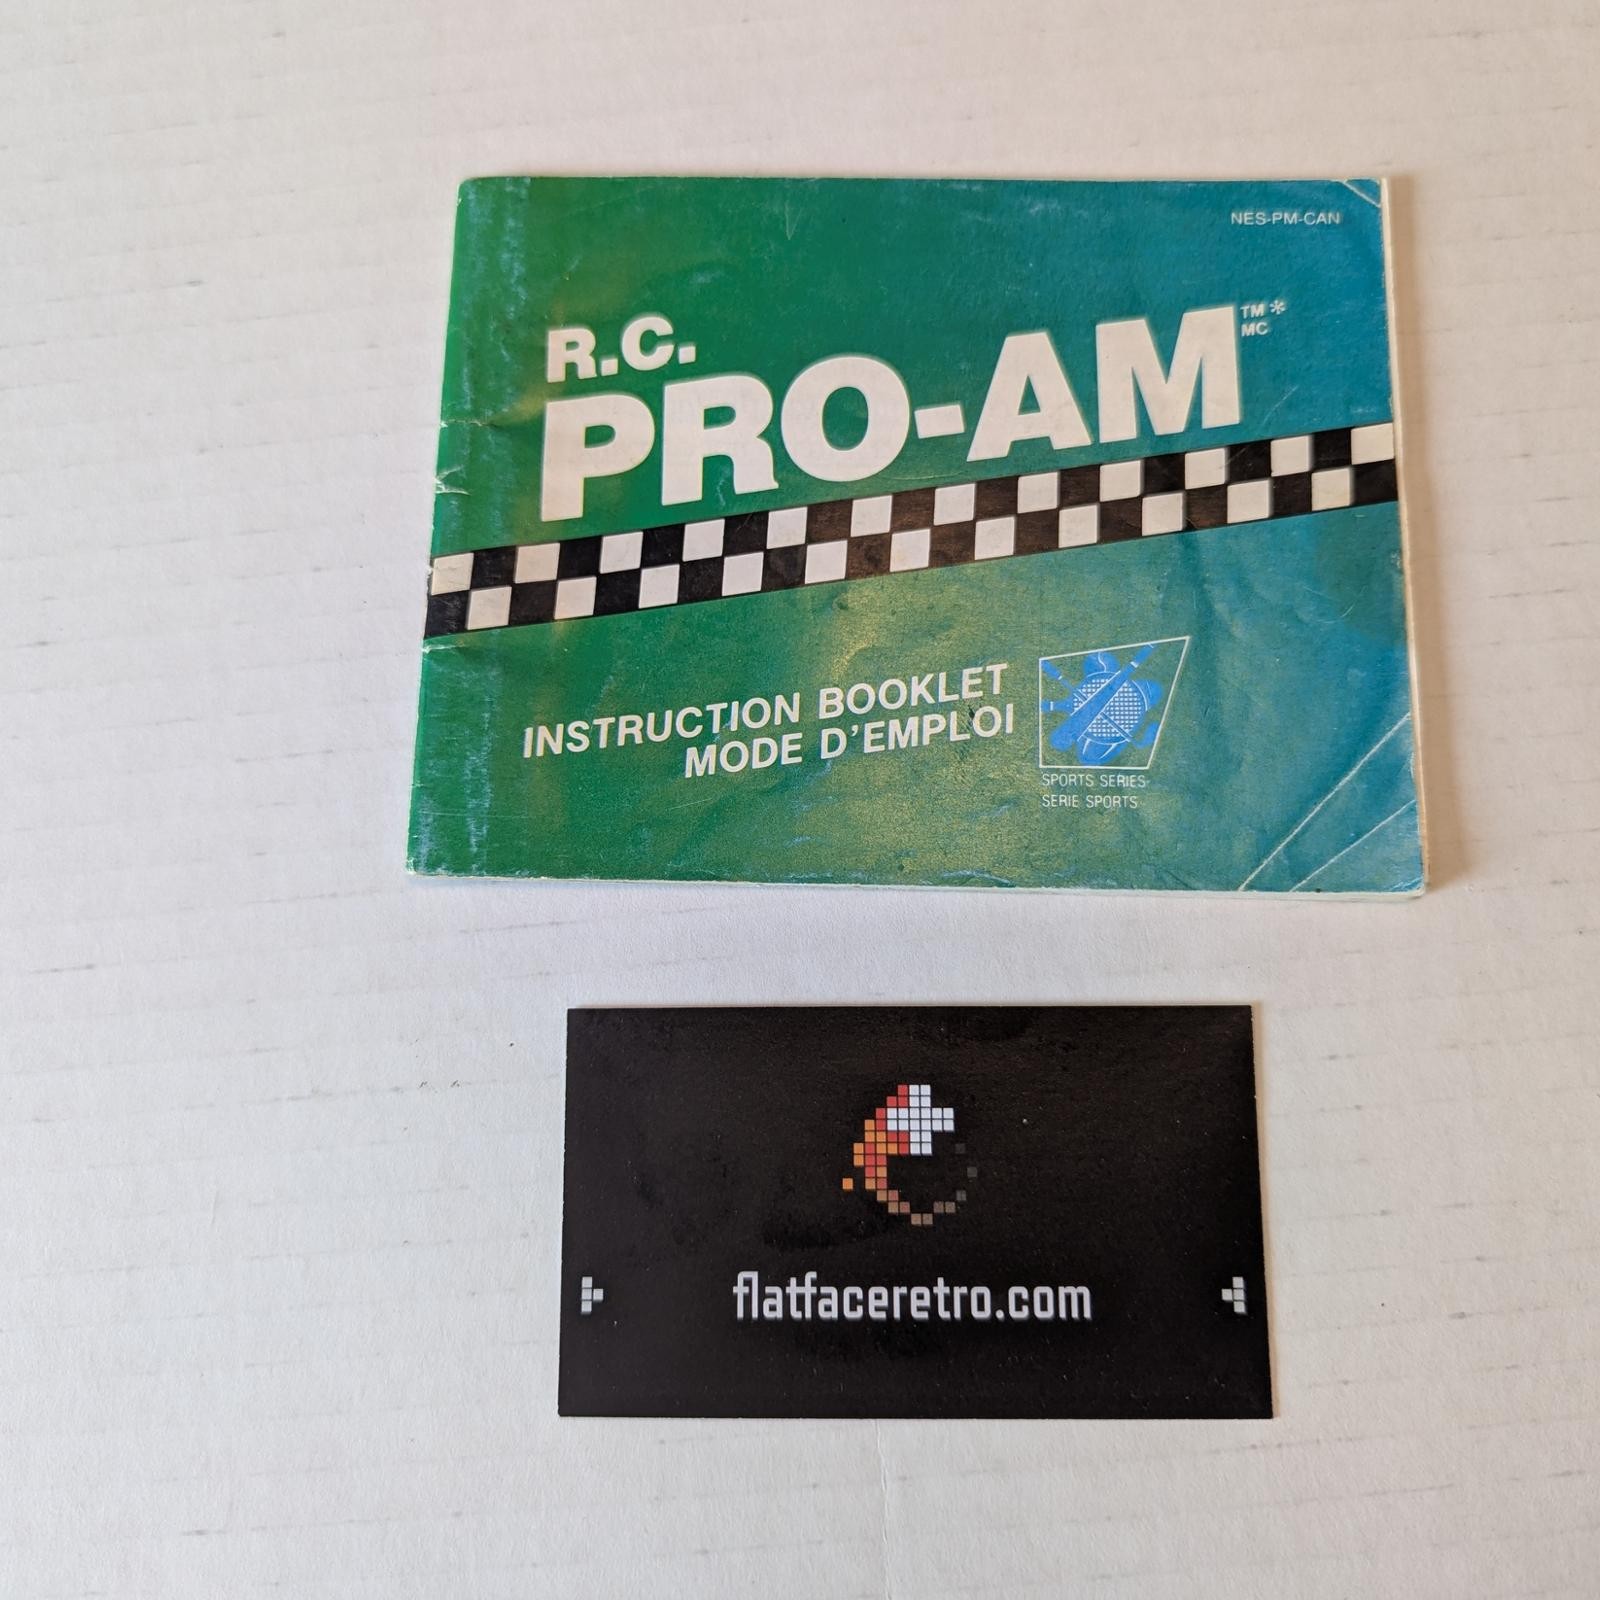 NES-PM-CAN
R.C.
PRO-AM TM*
MC
INSTRUCTION BOOKLET
MODE D'EMPLOI
SPORTS SERIES
SERIE SPORTS
flatfaceretro.com